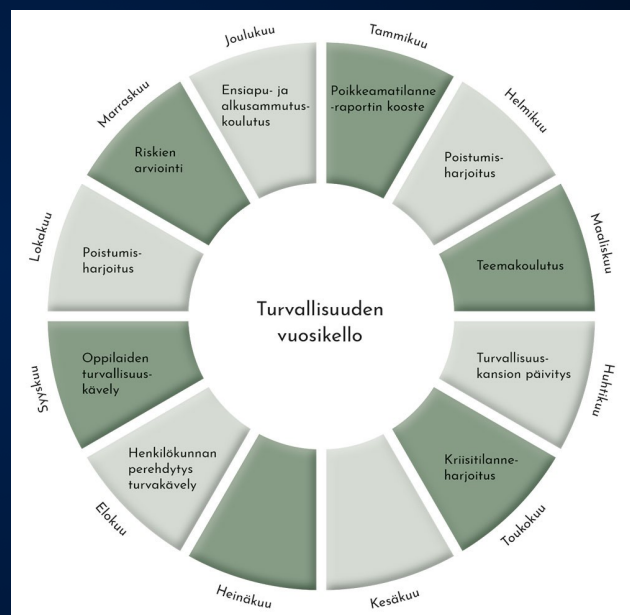 Turvallisuuden
vuosikello
Tammikuu
Poikkeamatilanne
-raportin kooste
Helmikuu
Poistumis-
harjoitus
Maaliskuu
Teemakoulutus
Huhtikuu
Turvallisuus-
kansion päivitys
Toukokuu
Kriisitilanne-
harjoitus
Kesäkuu
Heinäkuu
Elokuu
Henkilökunnan
perehdytys
turvakävely
Syyskuu
Oppilaiden
turvallisuus-
kävely
Lokakuu
Poistumis-
harjoitus
Marraskuu
Riskien
arviointi
Joulukuu
Ensiapu- ja
alkusammutus-
koulutus